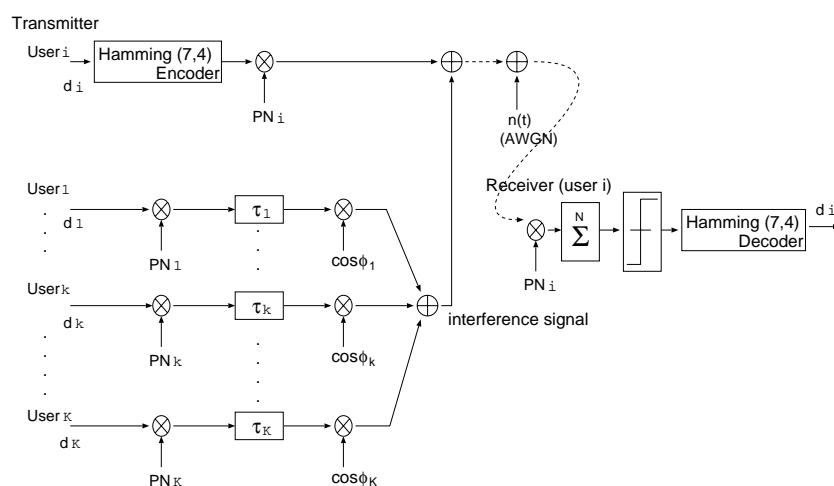 Transmitter
User i
d i
Hamming (7,4)
Encoder
PN i
n(t)
(AWGN)
Receiver (user i)
N
Σ
PN i
Hamming (7,4)
Decoder
d i
User 1
d 1
PN 1
τ1
cosϕ1
User k
d k
PN k
τk
cosϕk
interference signal
User K
d K
PN K
τK
cosϕK